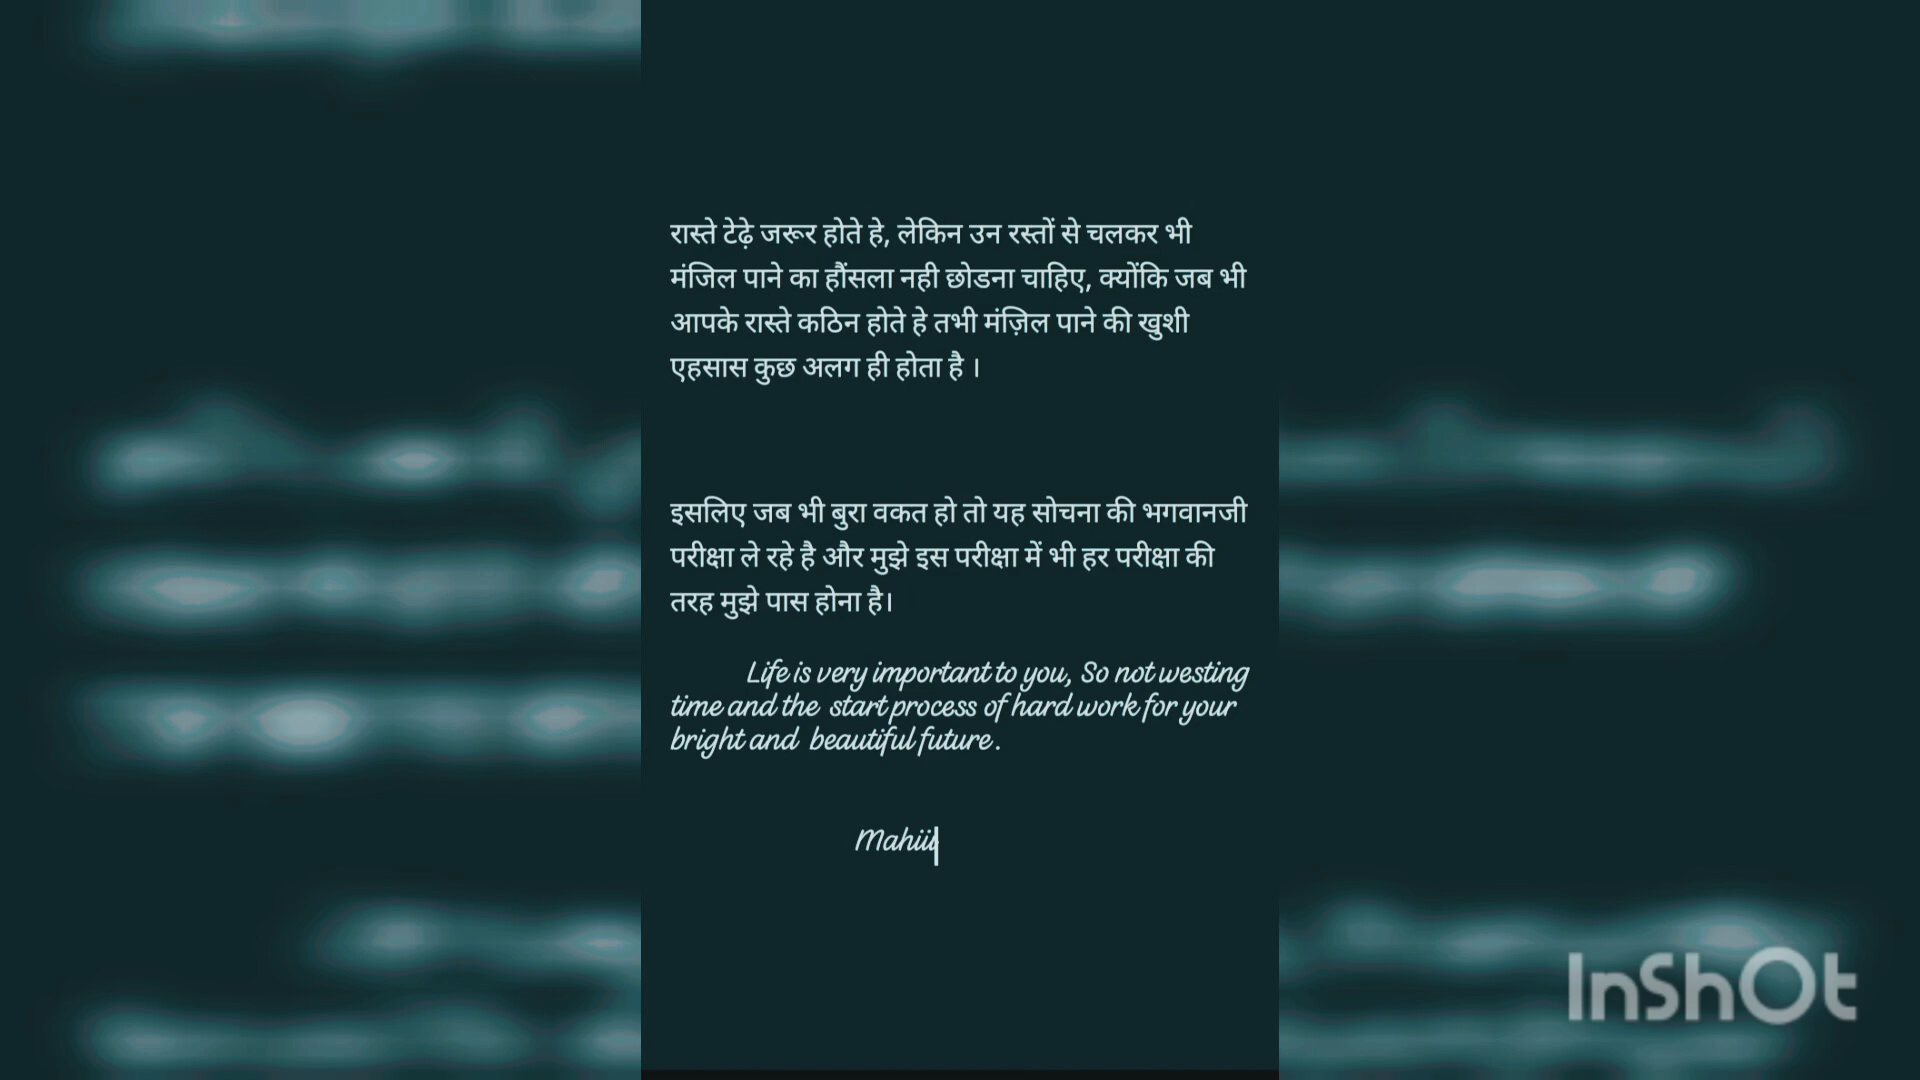 रास्ते टेढ़े जरूर होते हे, लेकिन उन रस्तों से चलकर भी
मंजिल पाने का हौंसला नही छोडना चाहिए, क्योंकि जब भी
आपके रास्ते कठिन होते हे तभी मंज़िल पाने की खुशी
एहसास कुछ अलग ही होता है ।
इसलिए जब भी बुरा वकत हो तो यह सोचना की भगवानजी
परीक्षा ले रहे है और मुझे इस परीक्षा में भी हर परीक्षा की
तरह मुझे पास होना है।
Life is very important to you, So not westing
time and the start process of hard work for your
bright and beautiful future.
InShOt